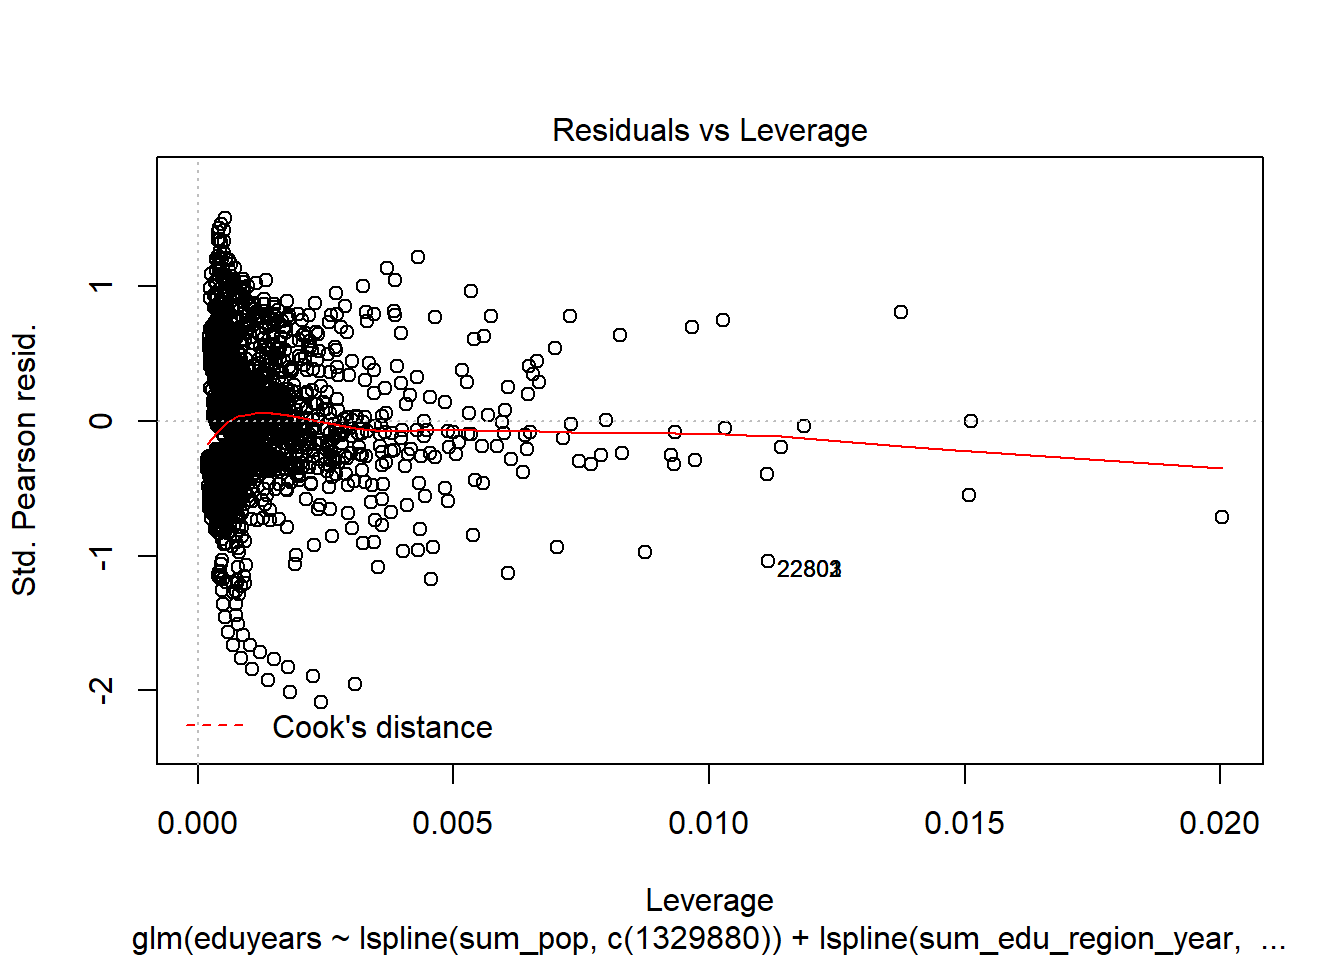 Residuals vs Leverage
Std. Pearson resid.
1
0
-1
-2
Cook's distance
0.000
0.005
0.010
0.015
0.020
Leverage
glm(eduyears ~ lspline(sum_pop, c(1329880)) + lspline(sum_edu_region_year, ...